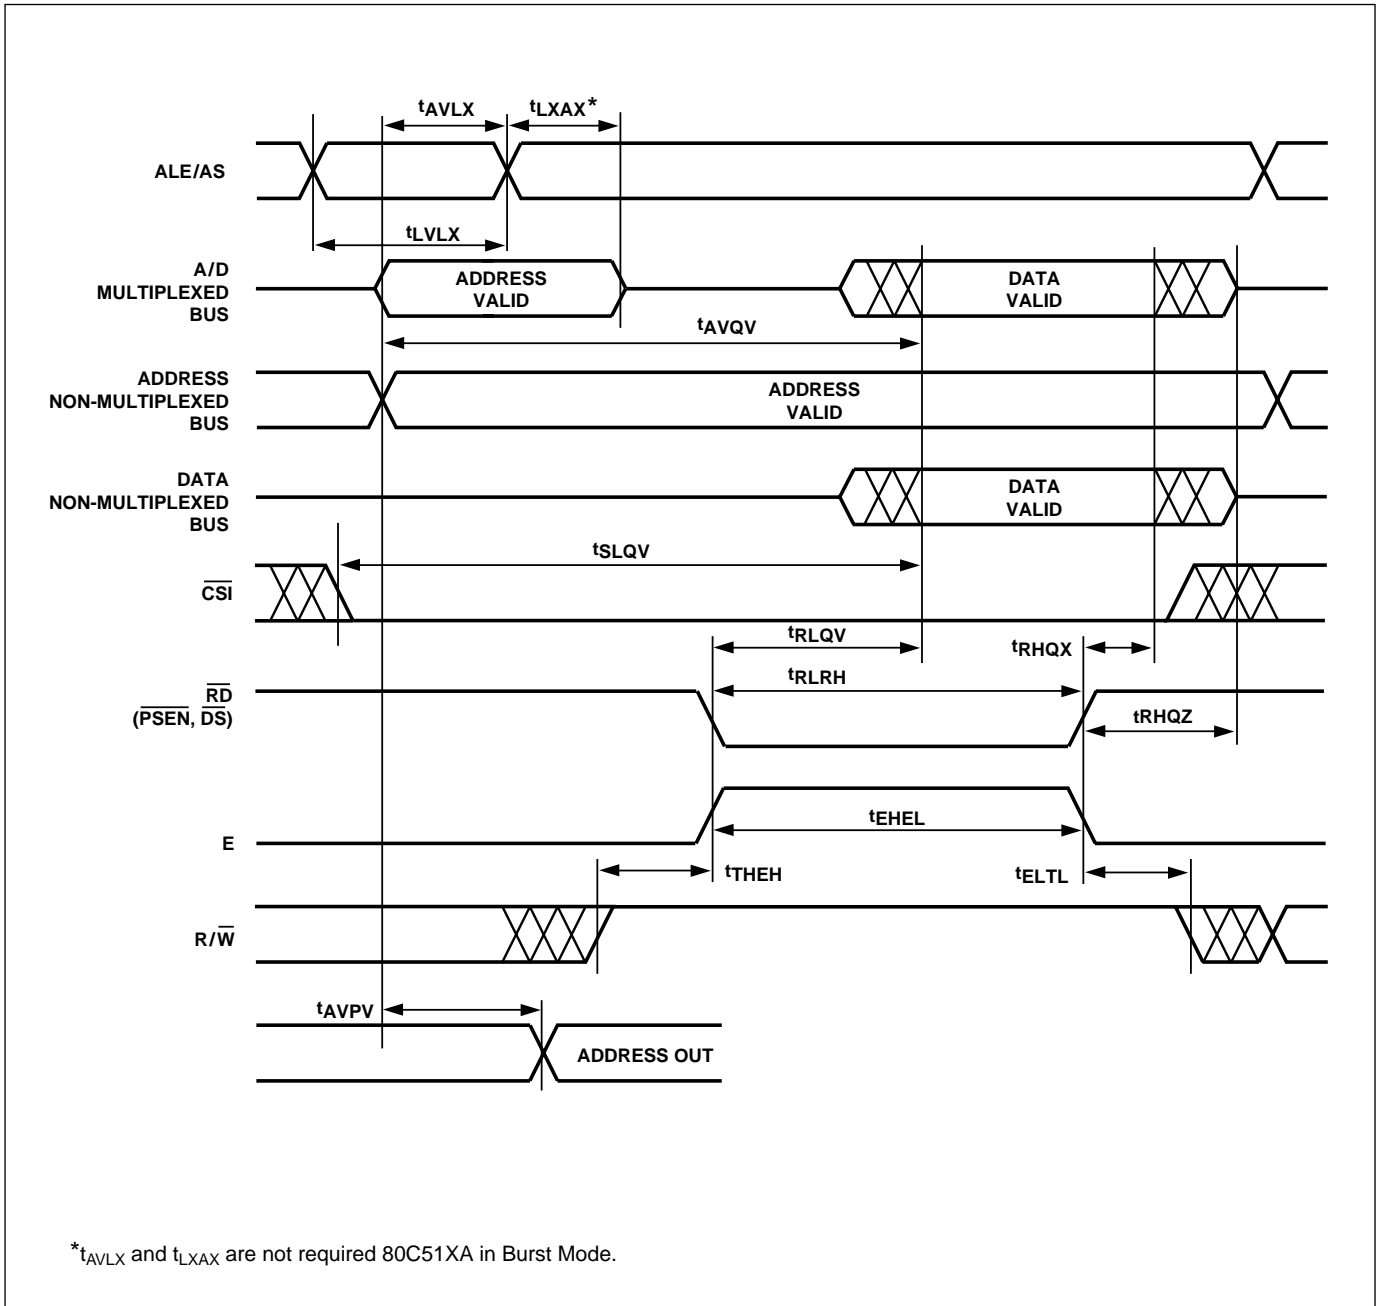 tAVLX tLXAX*
ALE/AS
tLVLX
A/D
MULTIPLEXED
BUS
ADDRESS
VALID
DATA
VALID
tAVQV
ADDRESS
NON-MULTIPLEXED
BUS
ADDRESS
VALID
DATA
NON-MULTIPLEXED
BUS
DATA
VALID
tSLQV
CSI
tRLQV tRHQX
tRLRH
RD
(PSEN, DS)
tRHQZ
tEHEL
E
tTHEH tELTL
R/W
tAVPV
ADDRESS OUT
*tAVLX and tLXAX are not required 80C51XA in Burst Mode.